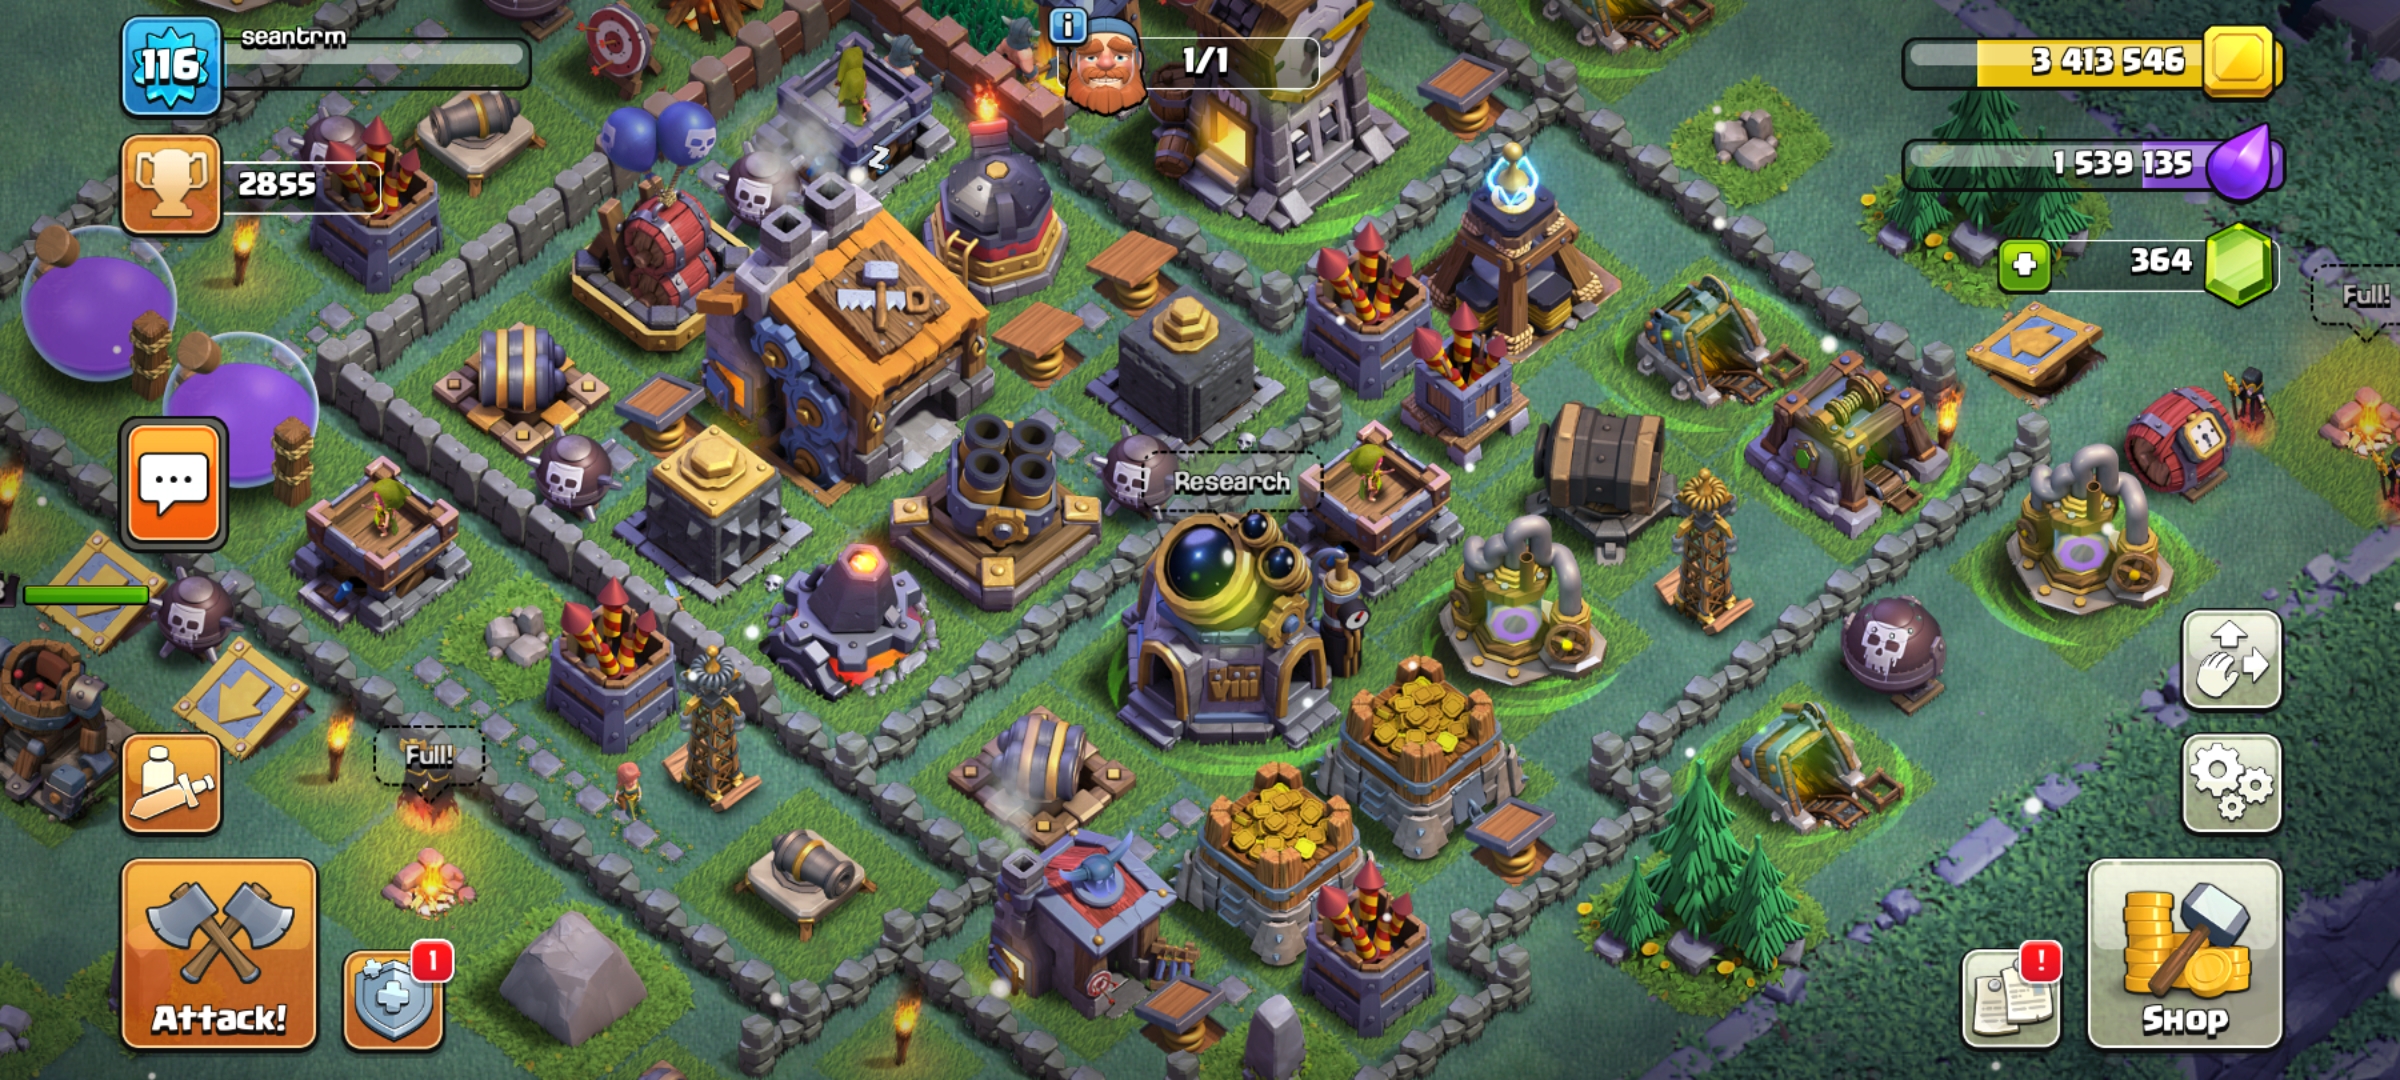 116
seantrm
1/1
3 413 546
2855
1 539 135
364
Full!
z
Research
VIII
Full!
Attack!
1
!
Shop